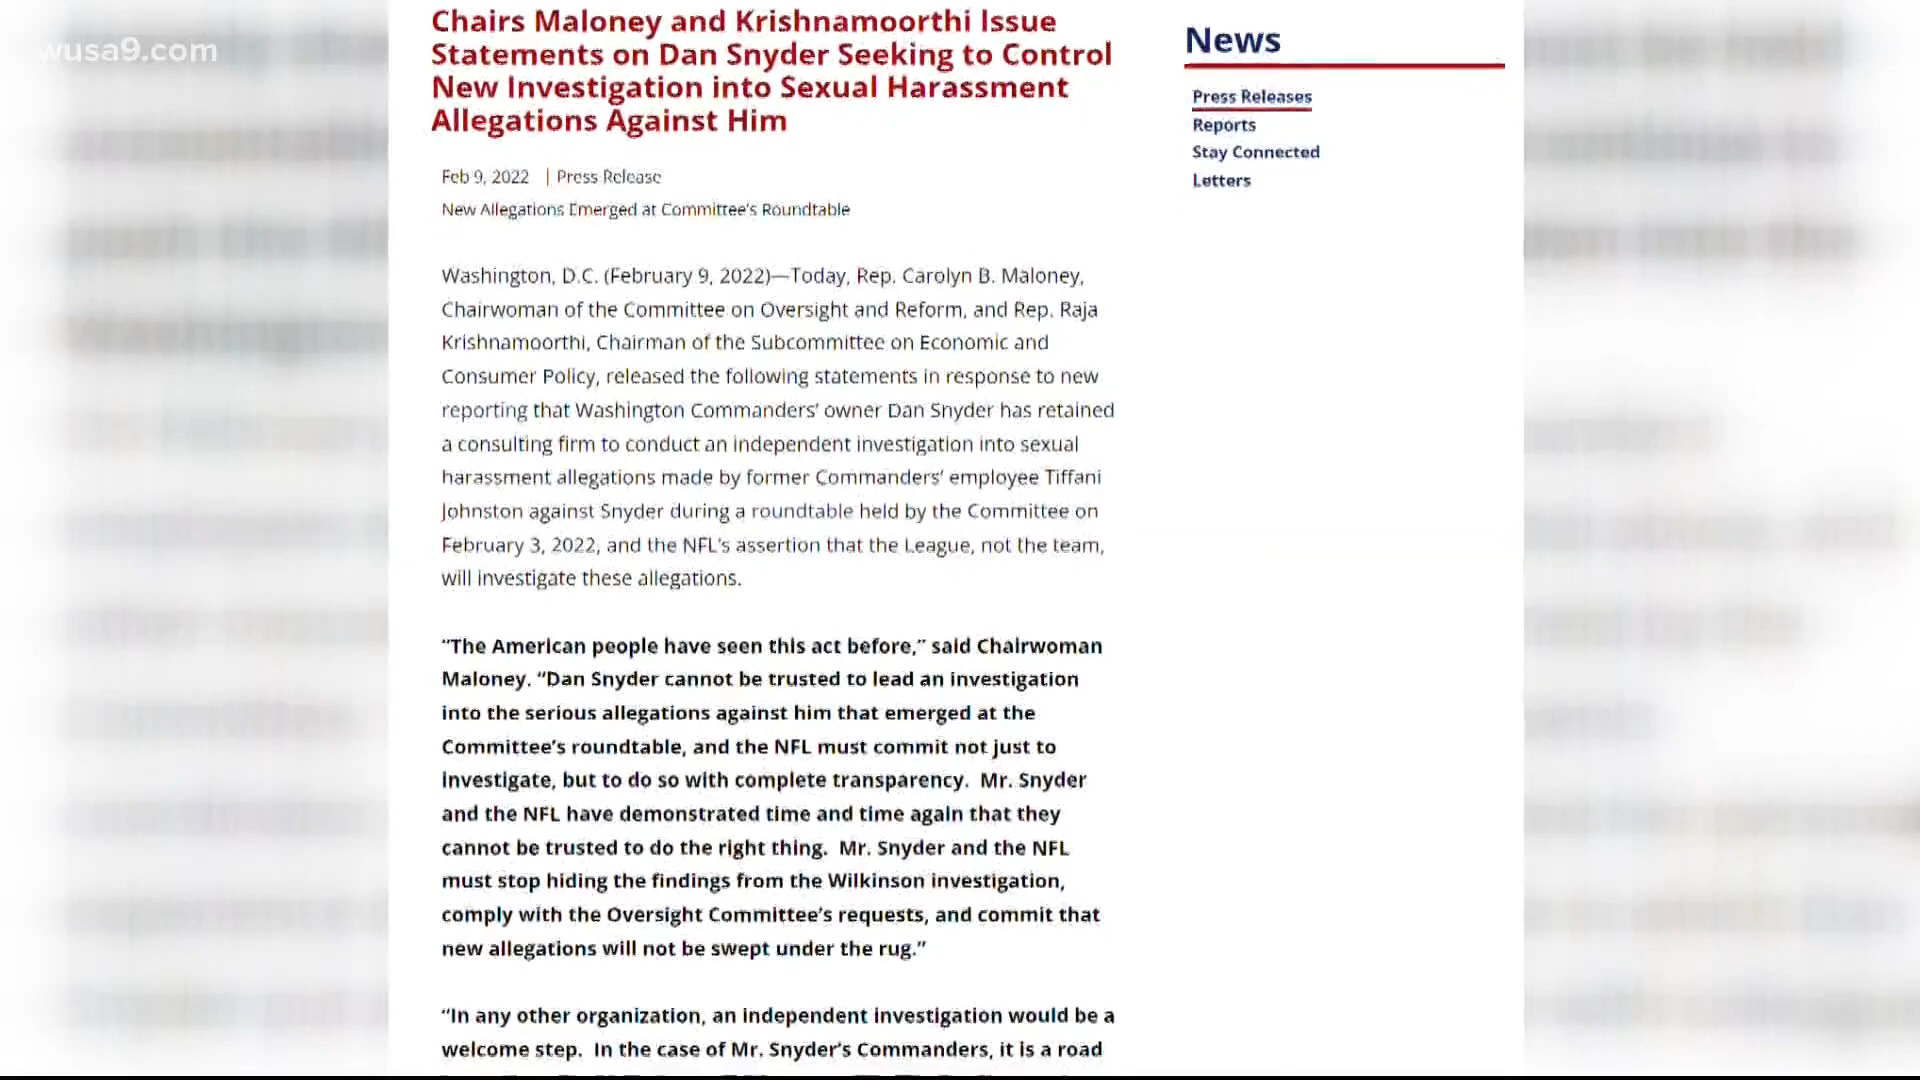 wusa9.com
Chairs Maloney and Krishnamoorthi Issue
Statements on Dan Snyder Seeking to Control
New Investigation into Sexual Harassment
Allegations Against Him
Feb 9, 2022 | Press Release
New Allegations Emerged at Committee's Roundtable
Washington, D.C. (February 9, 2022)—Today, Rep. Carolyn B. Maloney,
Chairwoman of the Committee on Oversight and Reform, and Rep. Raja
Krishnamoorthi, Chairman of the Subcommittee on Economic and
Consumer Policy, released the following statements in response to new
reporting that Washington Commanders’ owner Dan Snyder has retained
a consulting firm to conduct an independent investigation into sexual
harassment allegations made by former Commanders’ employee Tiffani
Johnston against Snyder during a roundtable held by the Committee on
February 3, 2022, and the NFL’s assertion that the League, not the team,
will investigate these allegations.
“The American people have seen this act before,” said Chairwoman
Maloney. “Dan Snyder cannot be trusted to lead an investigation
into the serious allegations against him that emerged at the
Committee’s roundtable, and the NFL must commit not just to
investigate, but to do so with complete transparency.  Mr. Snyder
and the NFL have demonstrated time and time again that they
cannot be trusted to do the right thing.  Mr. Snyder and the NFL
must stop hiding the findings from the Wilkinson investigation,
comply with the Oversight Committee’s requests, and commit that
new allegations will not be swept under the rug.”
“In any other organization, an independent investigation would be a
welcome step.  In the case of Mr. Snyder’s Commanders, it is a road
News
Press Releases
Reports
Stay Connected
Letters